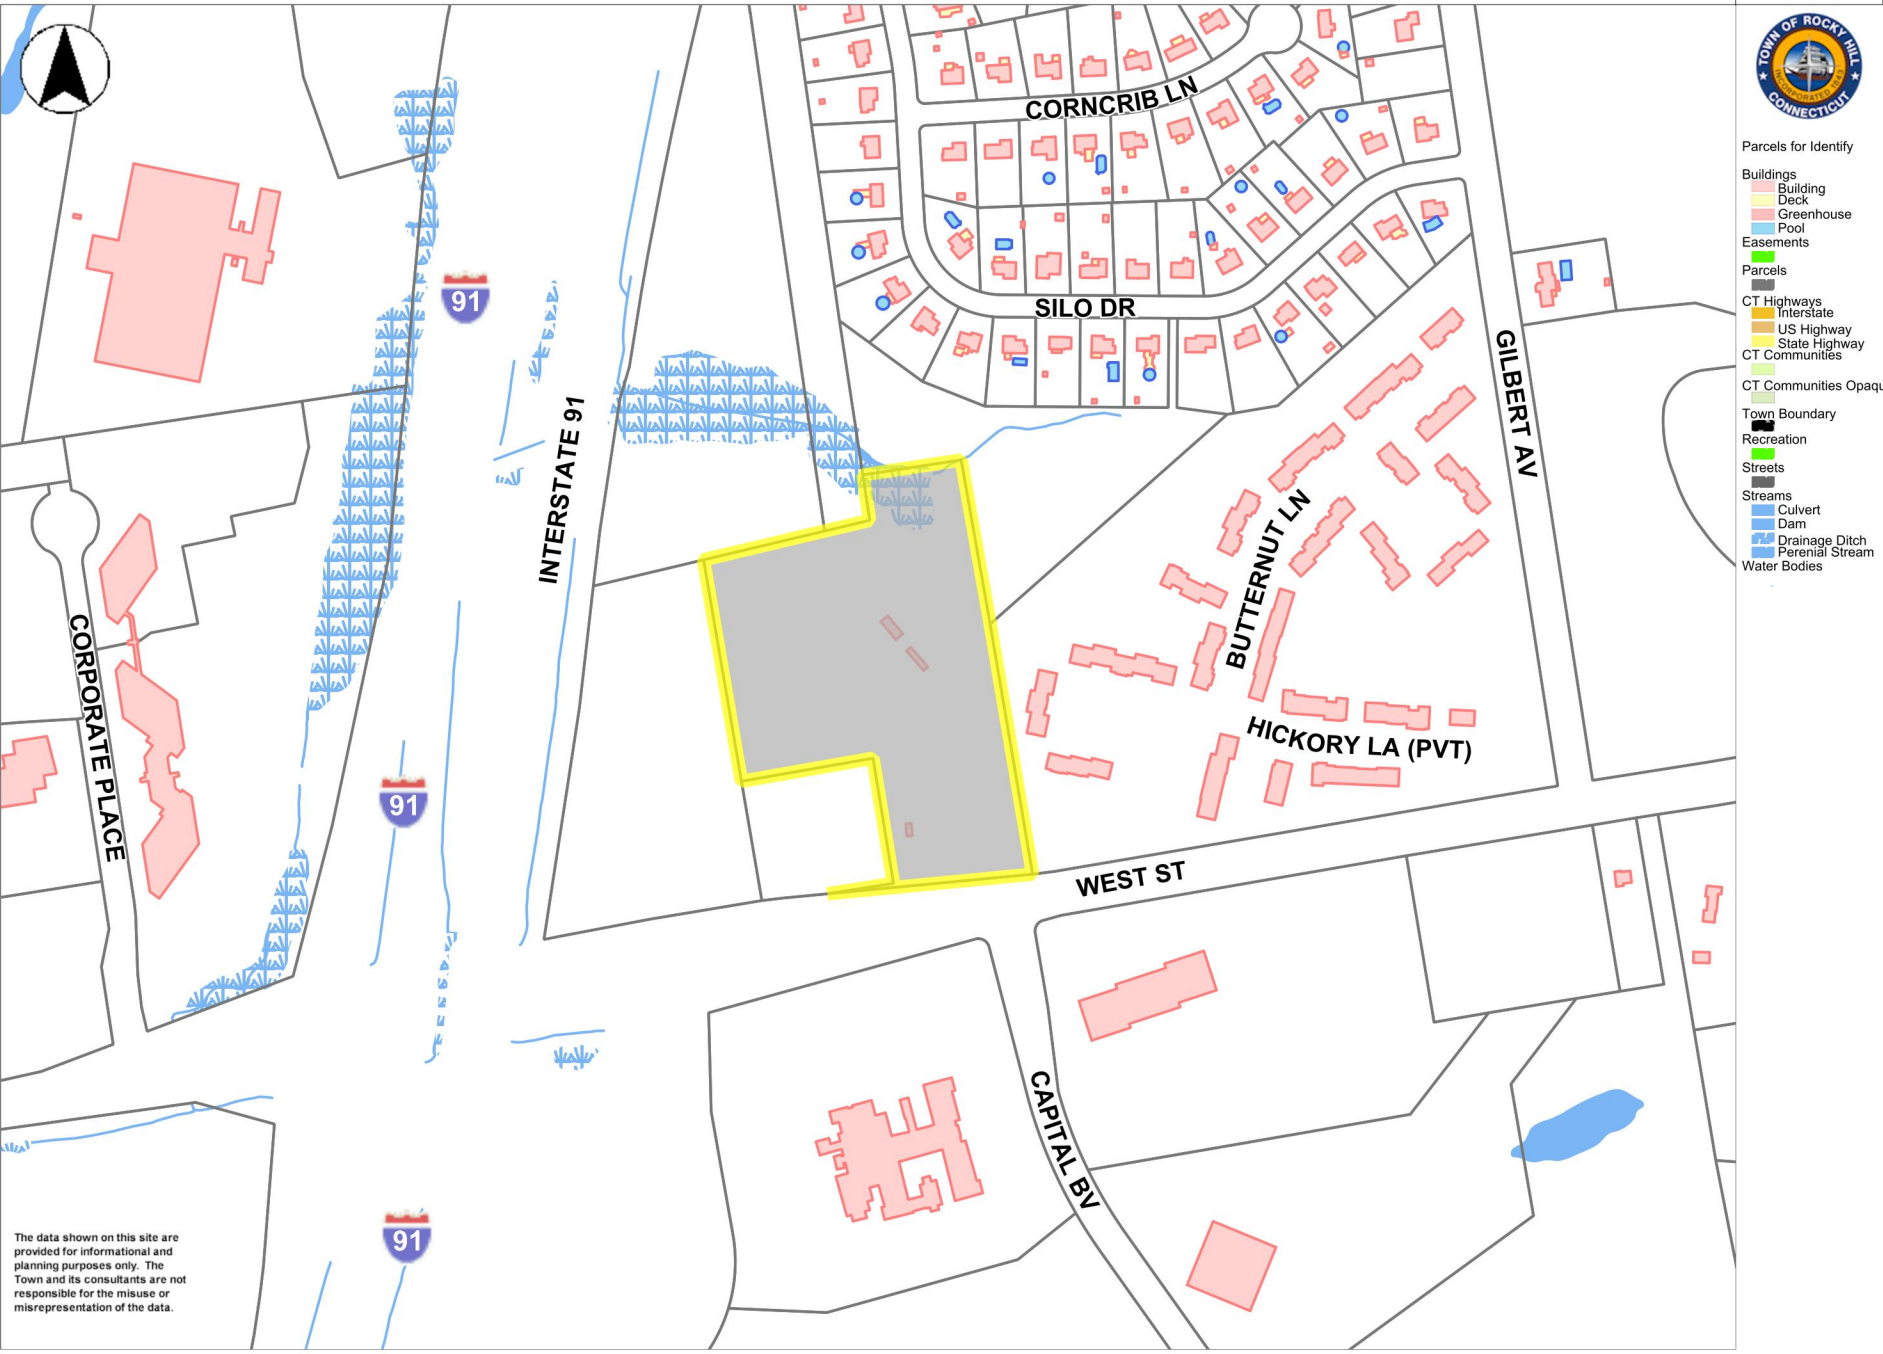 CORNCRIB LN
SILO DR
GILBERT AV
INTERSTATE 91
91
91
91
BUTTERNUT LN
HICKORY LA (PVT)
CORPORATE PLACE
WEST ST
CAPITAL BV
The data shown on this site are
provided for informational and
planning purposes only. The
Town and its consultants are not
responsible for the misuse or
misrepresentation of the data.
TOWN OF ROCKY HILL
INCORPORATED 1843
CONNECTICUT
Parcels for Identify
Buildings
Building
Deck
Greenhouse
Pool
Easements
Parcels
CT Highways
Interstate
US Highway
State Highway
CT Communities
CT Communities Opaqu
Town Boundary
Recreation
Streets
Streams
Culvert
Dam
Drainage Ditch
Perenial Stream
Water Bodies